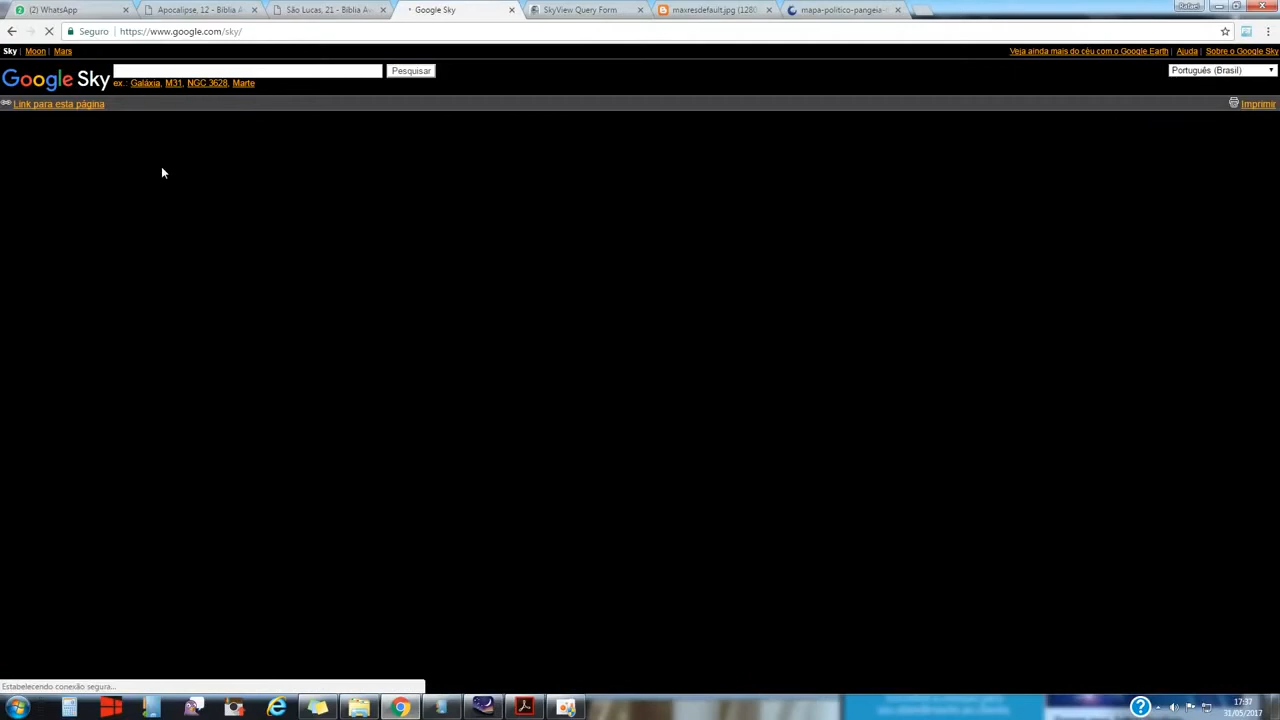 (2) WhatsApp
Apocalipse, 12 - Bíblia A
São Lucas, 21 - Bíblia A
Google Sky
SkyView Query Form
maxresdefault.jpg (1280
mapa-politico-pangeia-
Rafael
Seguro
https://www.google.com/sky/
Sky | Moon | Mars
Veja ainda mais do céu com o Google Earth | Ajuda | Sobre o Google Sky
Google Sky
Pesquisar
Português (Brasil)
ex.: Galáxia, M31, NGC 3628, Marte
Link para esta página
Imprimir
Estabelecendo conexão segura...
17:37
31/05/2017